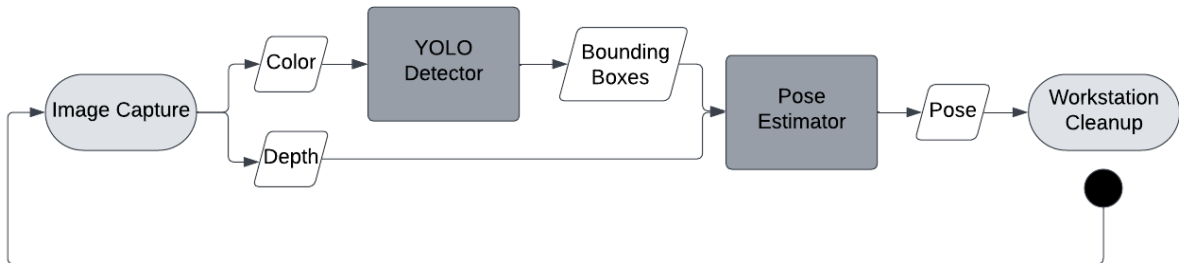 Image Capture
Color
Depth
YOLO
Detector
Bounding
Boxes
Pose
Estimator
Pose
Workstation
Cleanup